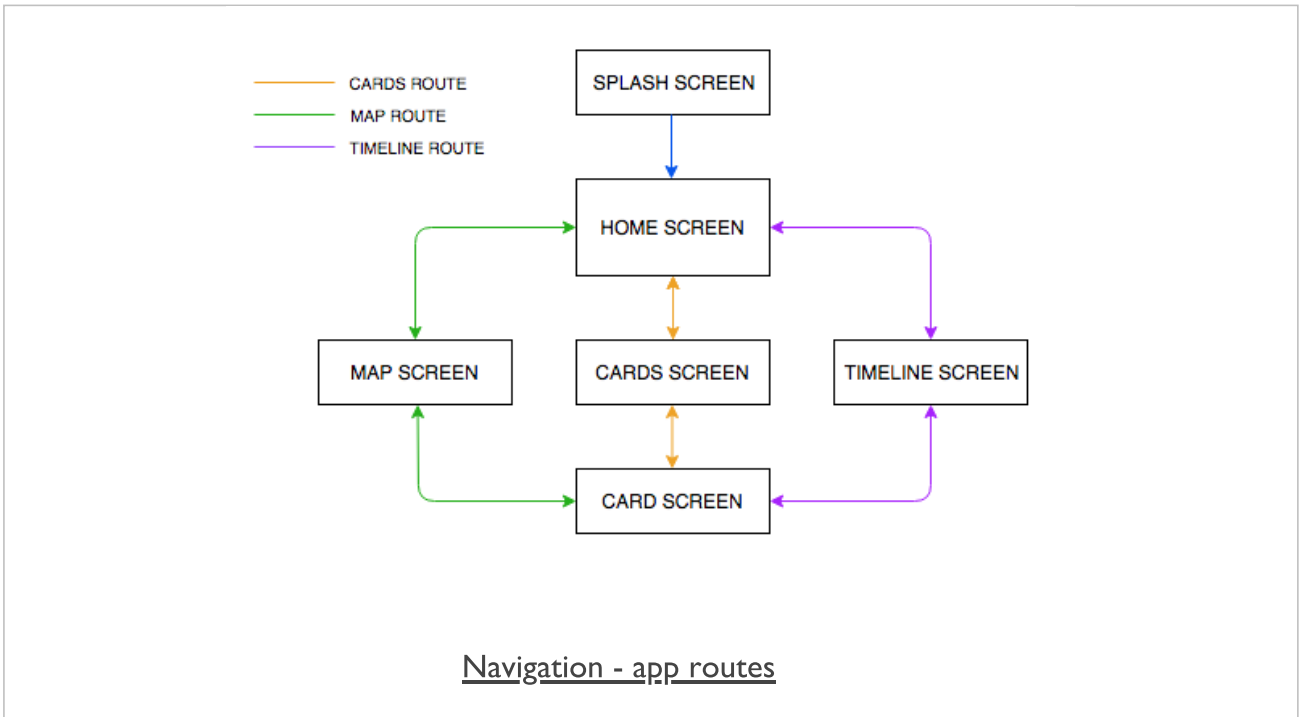 CARDS ROUTE
MAP ROUTE
TIMELINE ROUTE
SPLASH SCREEN
HOME SCREEN
MAP SCREEN
CARDS SCREEN
TIMELINE SCREEN
CARD SCREEN
Navigation - app routes